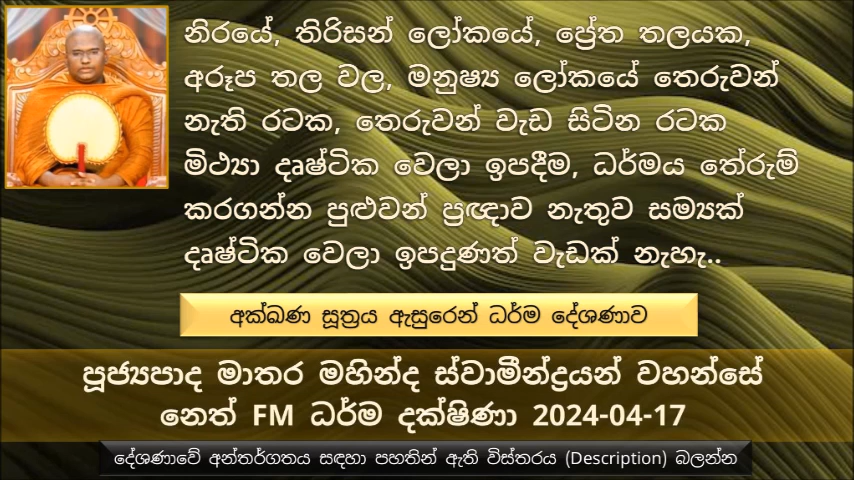 නිරයේ, තිරිසන් ලෝකයේ, ප්‍රේත තලයක,
අරූප තල වල, මනුෂ්‍ය ලෝකයේ තෙරුවන්
නැති රටක, තෙරුවන් වැඩ සිටින රටක
මිථ්‍යා දෘෂ්ටික වෙලා ඉපදීම, ධර්මය තේරුම්
කරගන්න පුළුවන් ප්‍රඥාව නැතුව සම්‍යක්
දෘෂ්ටික වෙලා ඉපදුණත් වැඩක් නැහැ..
අක්ඛණ සූත්‍රය ඇසුරෙන් ධර්ම දේශණාව
පූජ්‍යපාද මාතර මහින්ද ස්වාමීන්ද්‍රයන් වහන්සේ
නෙත් FM ධර්ම දක්ෂිණා 2024-04-17
දේශණාවේ අන්තර්ගතය සඳහා පහතින් ඇති විස්තරය (Description) බලන්න